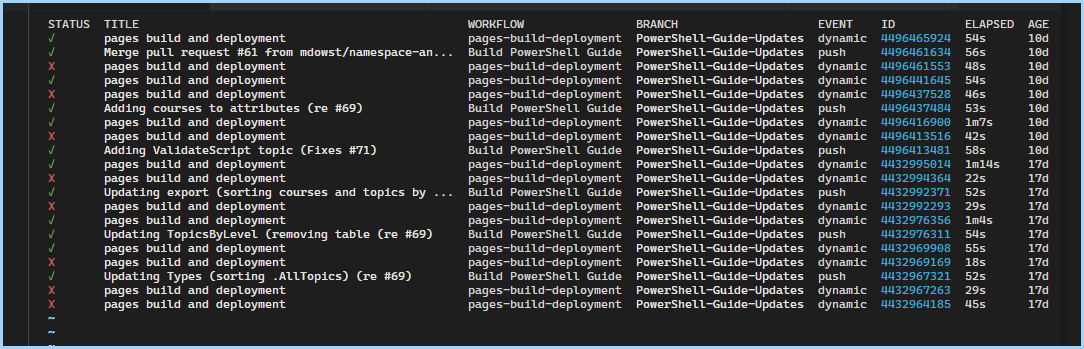 STATUS TITLE WORKFLOW BRANCH EVENT ID ELAPSED AGE
✓ pages build and deployment pages-build-deployment PowerShell-Guide-Updates dynamic 4496465924 54s 10d
✓ Merge pull request #61 from mdowst/namespace-an... Build PowerShell Guide PowerShell-Guide-Updates push 4496461634 56s 10d
X pages build and deployment pages-build-deployment PowerShell-Guide-Updates dynamic 4496461553 48s 10d
✓ pages build and deployment pages-build-deployment PowerShell-Guide-Updates dynamic 4496441645 54s 10d
X pages build and deployment pages-build-deployment PowerShell-Guide-Updates dynamic 4496437528 46s 10d
✓ Adding courses to attributes (re #69) Build PowerShell Guide PowerShell-Guide-Updates push 4496437484 53s 10d
✓ pages build and deployment pages-build-deployment PowerShell-Guide-Updates dynamic 4496416900 1m7s 10d
X pages build and deployment pages-build-deployment PowerShell-Guide-Updates dynamic 4496413516 42s 10d
✓ Adding ValidateScript topic (Fixes #71) Build PowerShell Guide PowerShell-Guide-Updates push 4496413481 58s 10d
✓ pages build and deployment pages-build-deployment PowerShell-Guide-Updates dynamic 4432995014 1m14s 17d
X pages build and deployment pages-build-deployment PowerShell-Guide-Updates dynamic 4432994364 22s 17d
✓ Updating export (sorting courses and topics by ... Build PowerShell Guide PowerShell-Guide-Updates push 4432992371 52s 17d
X pages build and deployment pages-build-deployment PowerShell-Guide-Updates dynamic 4432992293 29s 17d
✓ pages build and deployment pages-build-deployment PowerShell-Guide-Updates dynamic 4432976356 1m4s 17d
✓ Updating TopicsByLevel (removing table (re #69) Build PowerShell Guide PowerShell-Guide-Updates push 4432976311 54s 17d
✓ pages build and deployment pages-build-deployment PowerShell-Guide-Updates dynamic 4432969908 55s 17d
X pages build and deployment pages-build-deployment PowerShell-Guide-Updates dynamic 4432969169 18s 17d
✓ Updating Types (sorting .AllTopics) (re #69) Build PowerShell Guide PowerShell-Guide-Updates push 4432967321 52s 17d
X pages build and deployment pages-build-deployment PowerShell-Guide-Updates dynamic 4432967263 29s 17d
X pages build and deployment pages-build-deployment PowerShell-Guide-Updates dynamic 4432964185 45s 17d
~
~
~